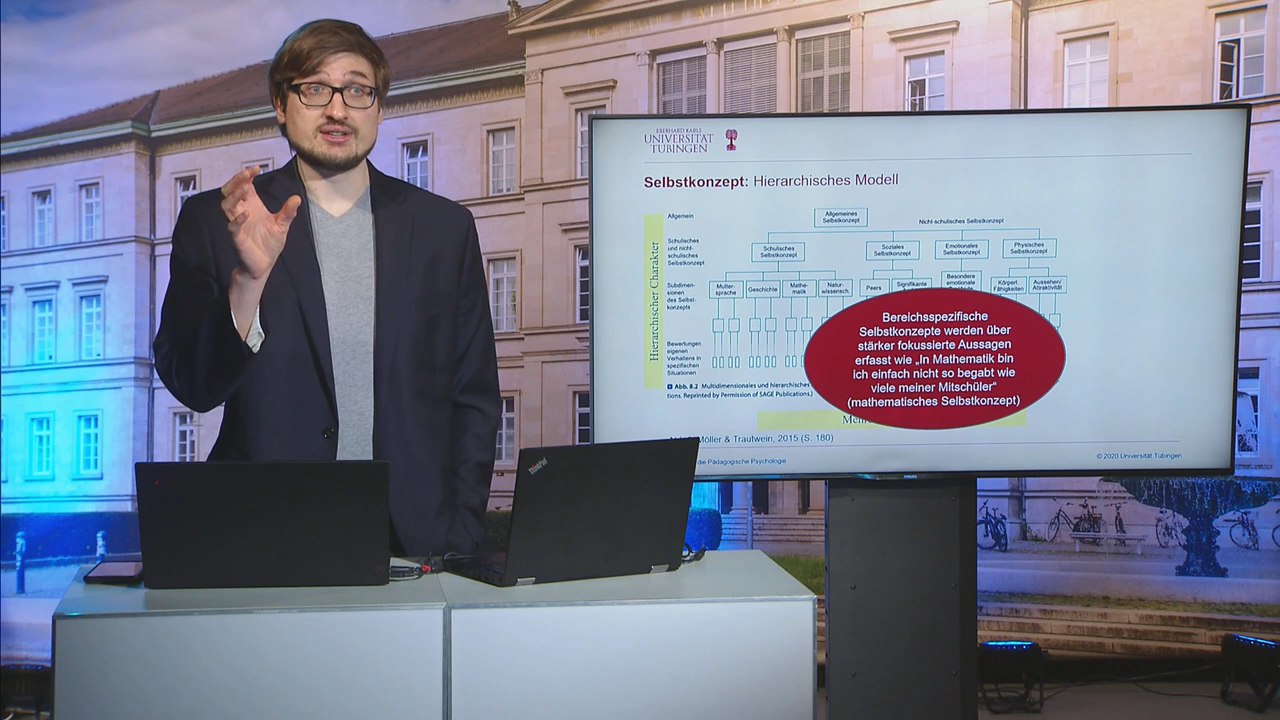 EBERHARD KARLS
UNIVERSITÄT
TÜBINGEN
Selbstkonzept: Hierarchisches Modell
Hierarchischer Charakter
Allgemein
Allgemeines
Selbstkonzept
Nicht-schulisches Selbstkonzept
Schulisches
und nicht-
schulisches
Selbstkonzept
Schulisches
Selbstkonzept
Soziales
Selbstkonzept
Emotionales
Selbstkonzept
Physisches
Selbstkonzept
Subdimen-
sionen
des Selbst-
konzepts
Mutter-
sprache
Geschichte
Mathe-
matik
Natur-
wissensch.
Peers
Signifikante
Besondere
emotionale
Körperl.
Fähigkeiten
Aussehen/
Attraktivität
Bewertungen
eigenen
Verhaltens in
spezifischen
Situationen
Bereichsspezifische
Selbstkonzepte werden über
stärker fokussierte Aussagen
erfasst wie „In Mathematik bin
ich einfach nicht so begabt wie
viele meiner Mitschüler“
(mathematisches Selbstkonzept)
Abb. 8.2 Multidimensionales und hierarchisches
tions. Reprinted by Permission of SAGE Publications.)
Möller & Trautwein, 2015 (S. 180)
die Pädagogische Psychologie
© 2020 Universität Tübingen
ThinkPad